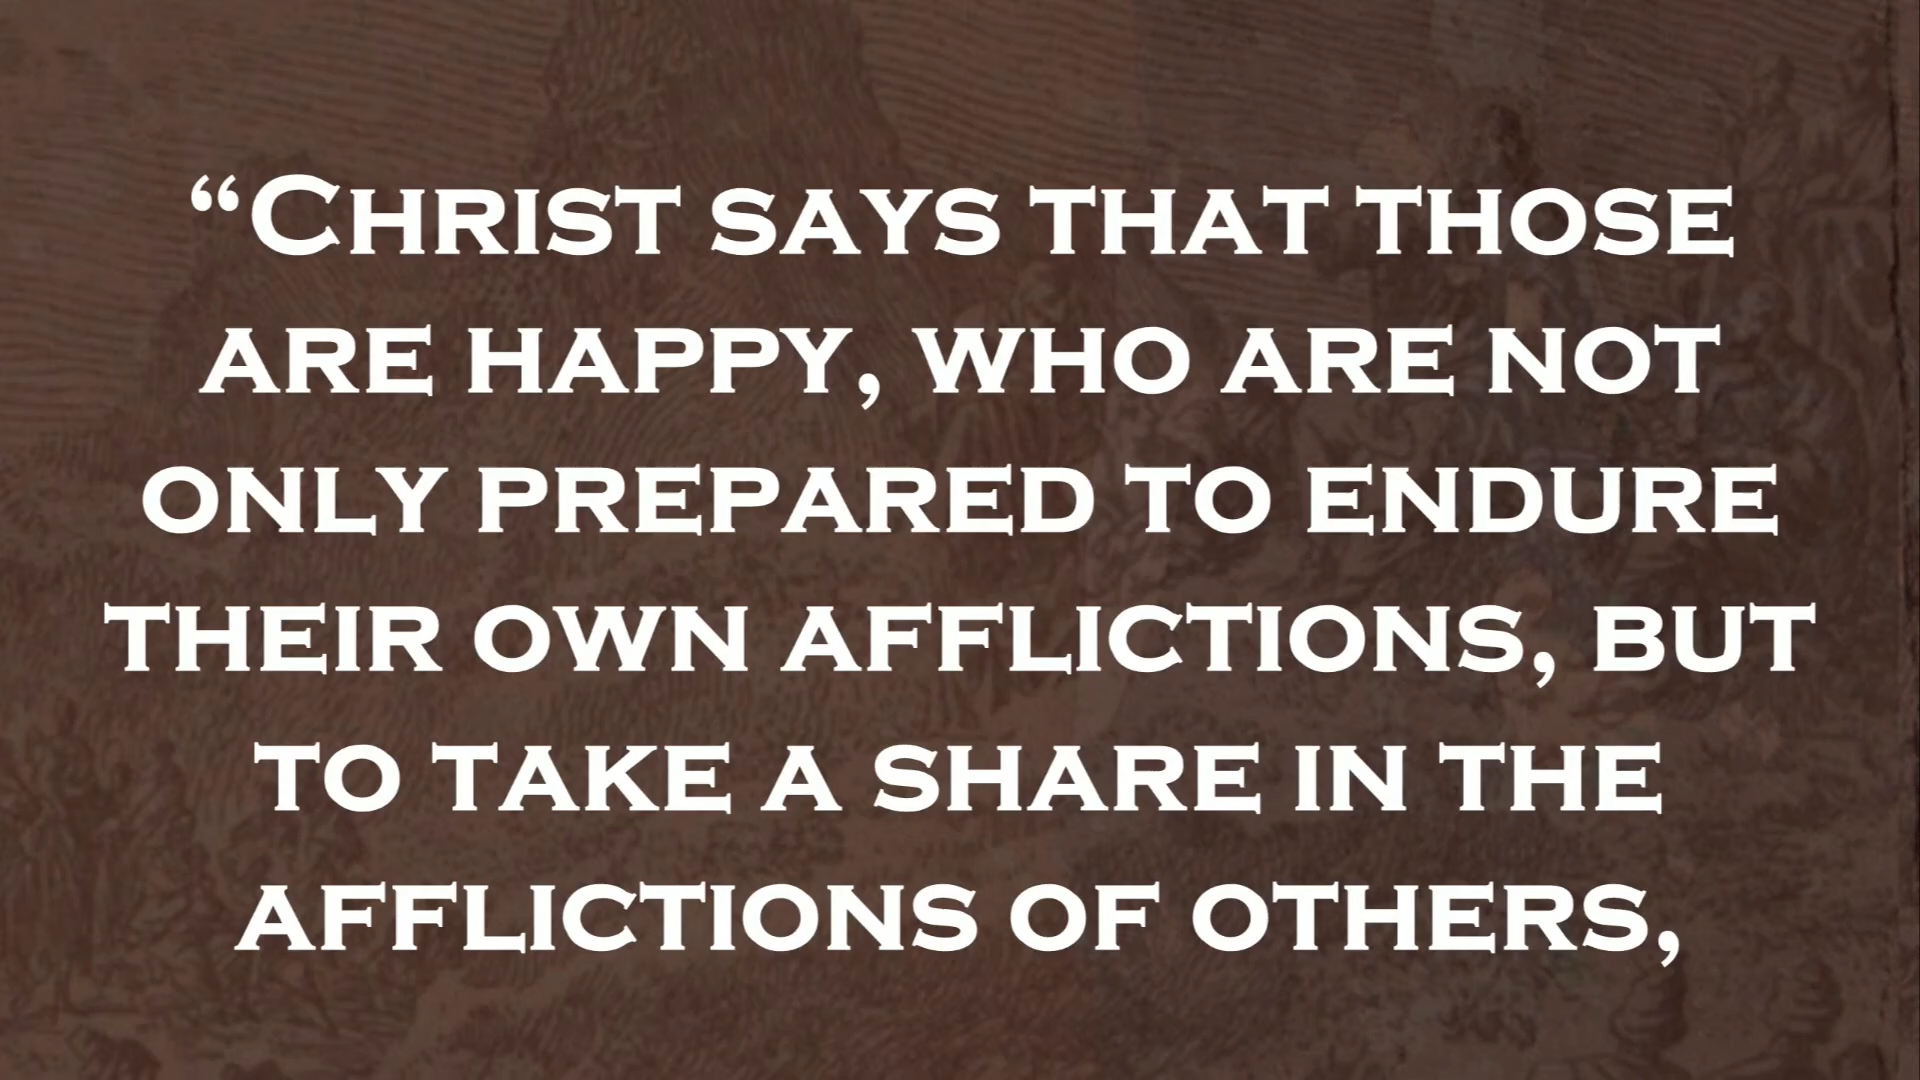 “Christ says that those
are happy, who are not
only prepared to endure
their own afflictions, but
to take a share in the
afflictions of others,